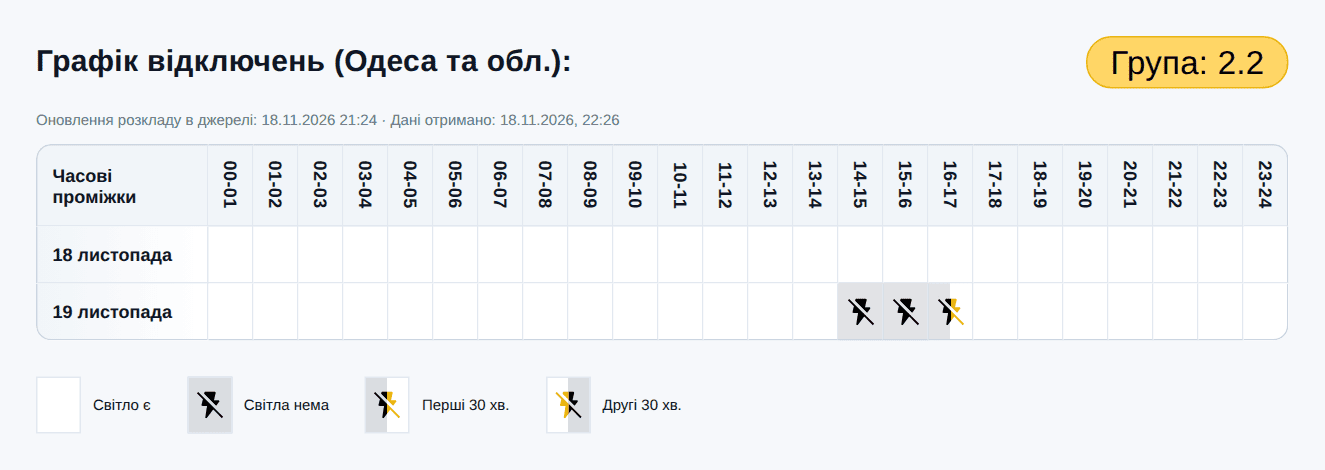 Графік відключень (Одеса та обл.):
Група: 2.2
Оновлення розкладу в джерелі: 18.11.2026 21:24 · Дані отримано: 18.11.2026, 22:26
Часові
проміжки
00-01
01-02
02-03
03-04
04-05
05-06
06-07
07-08
08-09
09-10
10-11
11-12
12-13
13-14
14-15
15-16
16-17
17-18
18-19
19-20
20-21
21-22
22-23
23-24
18 листопада
19 листопада
Світло є
Світла нема
Перші 30 хв.
Другі 30 хв.